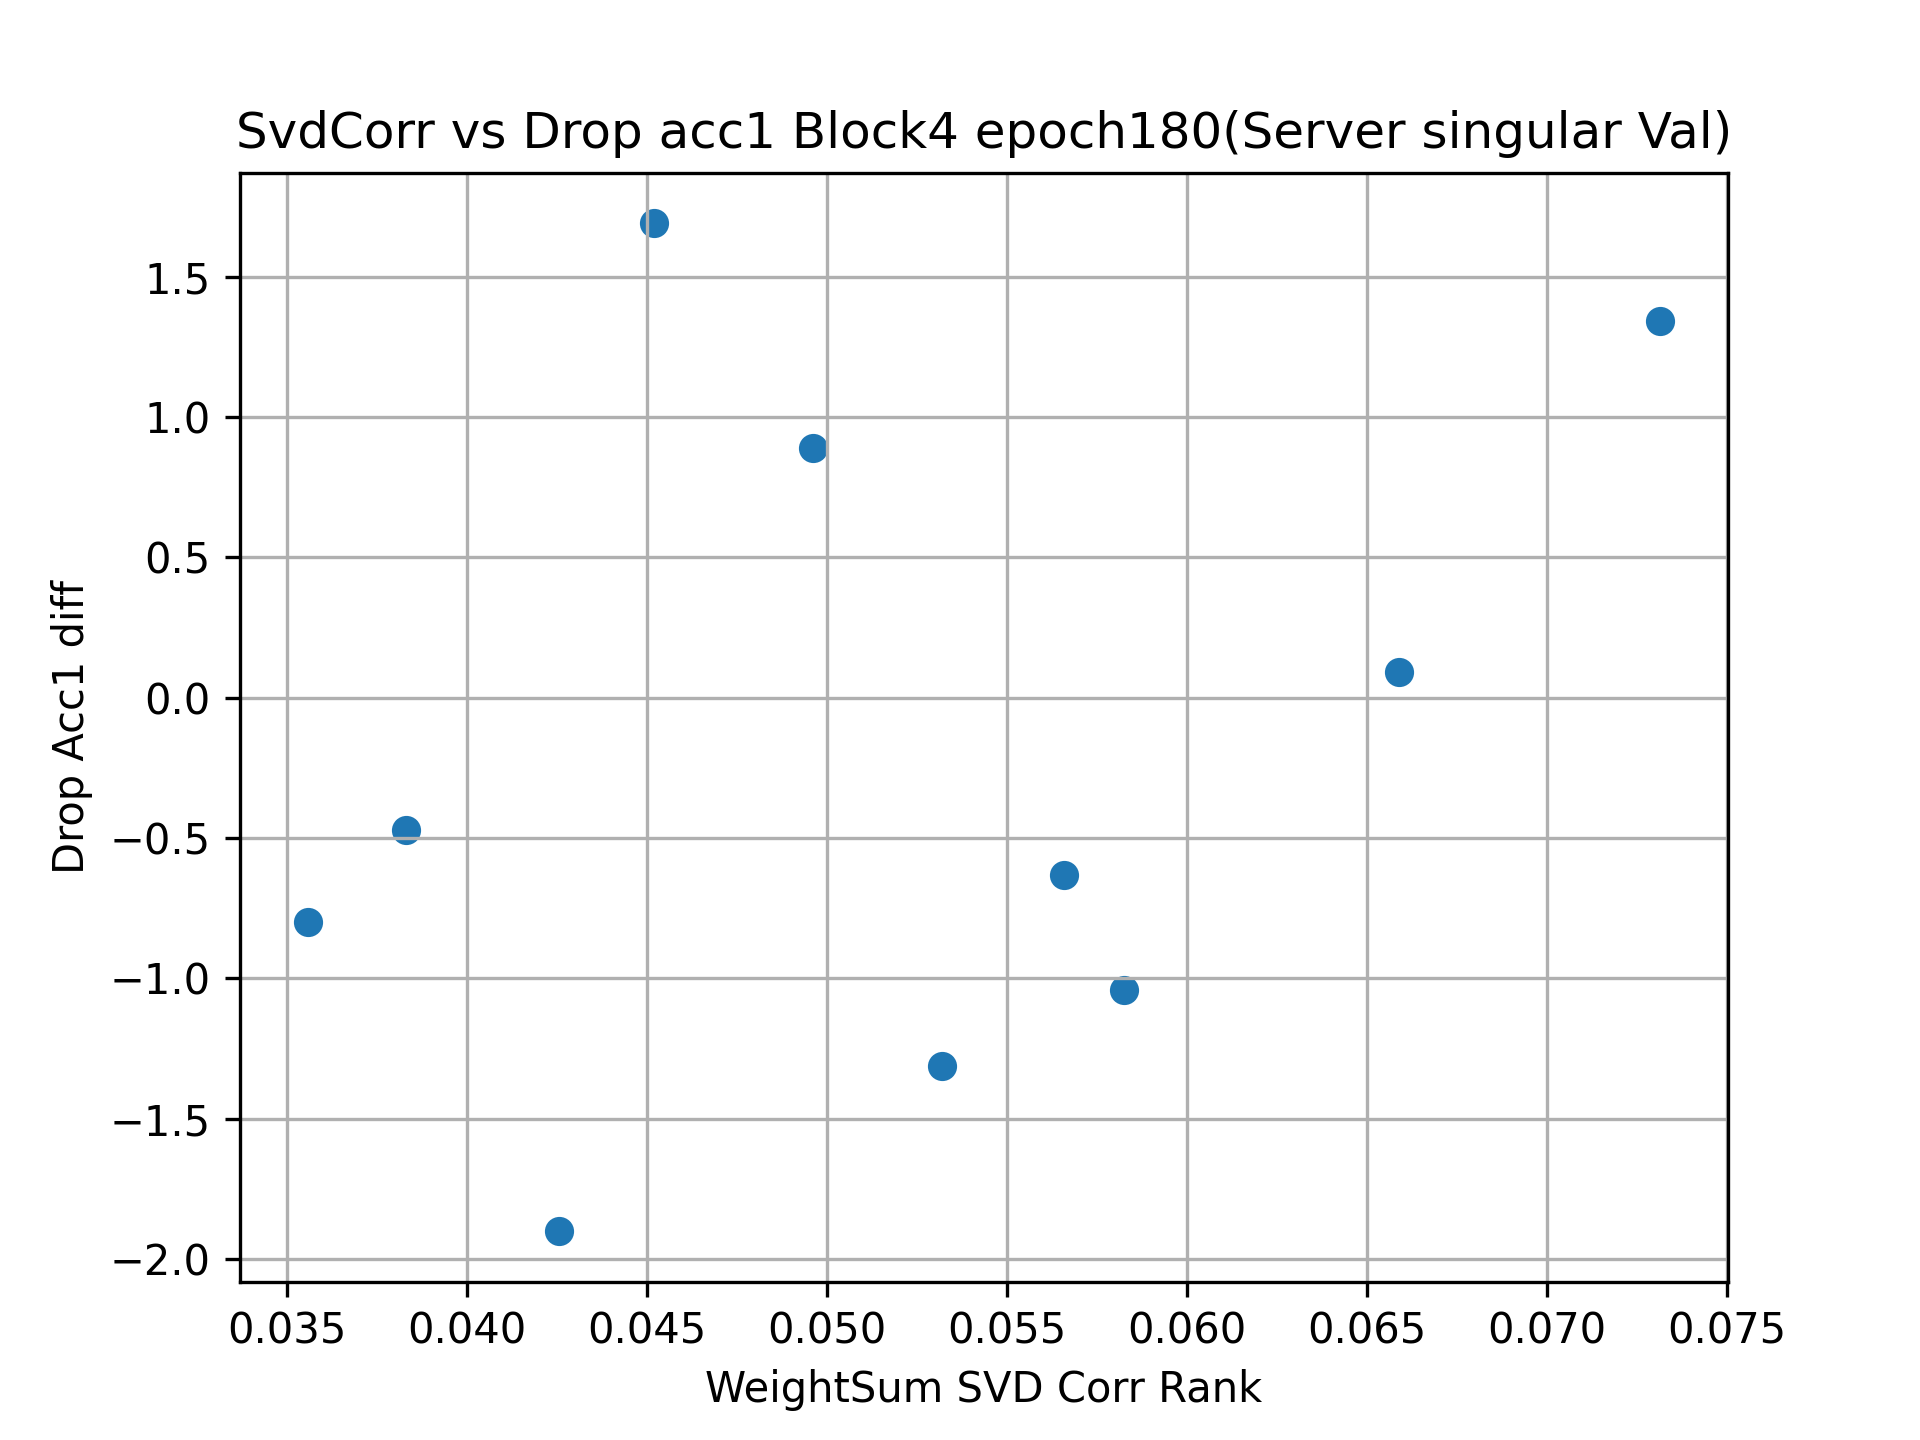 SvdCorr vs Drop acc1 Block4 epoch180(Server singular Val)
Drop Acc1 diff
1.5
1.0
0.5
0.0
−0.5
−1.0
−1.5
−2.0
0.035 0.040 0.045 0.050 0.055 0.060 0.065 0.070 0.075
WeightSum SVD Corr Rank